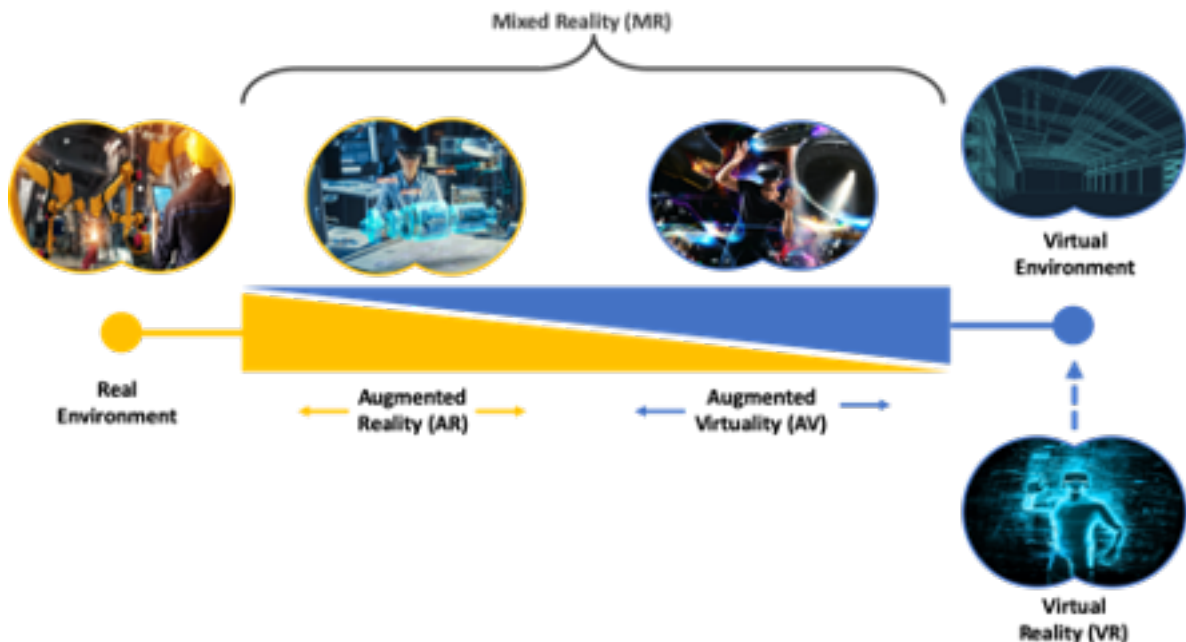 Mixed Reality (MR)
Virtual
Environment
Real
Environment
Augmented
Reality (AR)
Augmented
Virtuality (AV)
Virtual
Reality (VR)